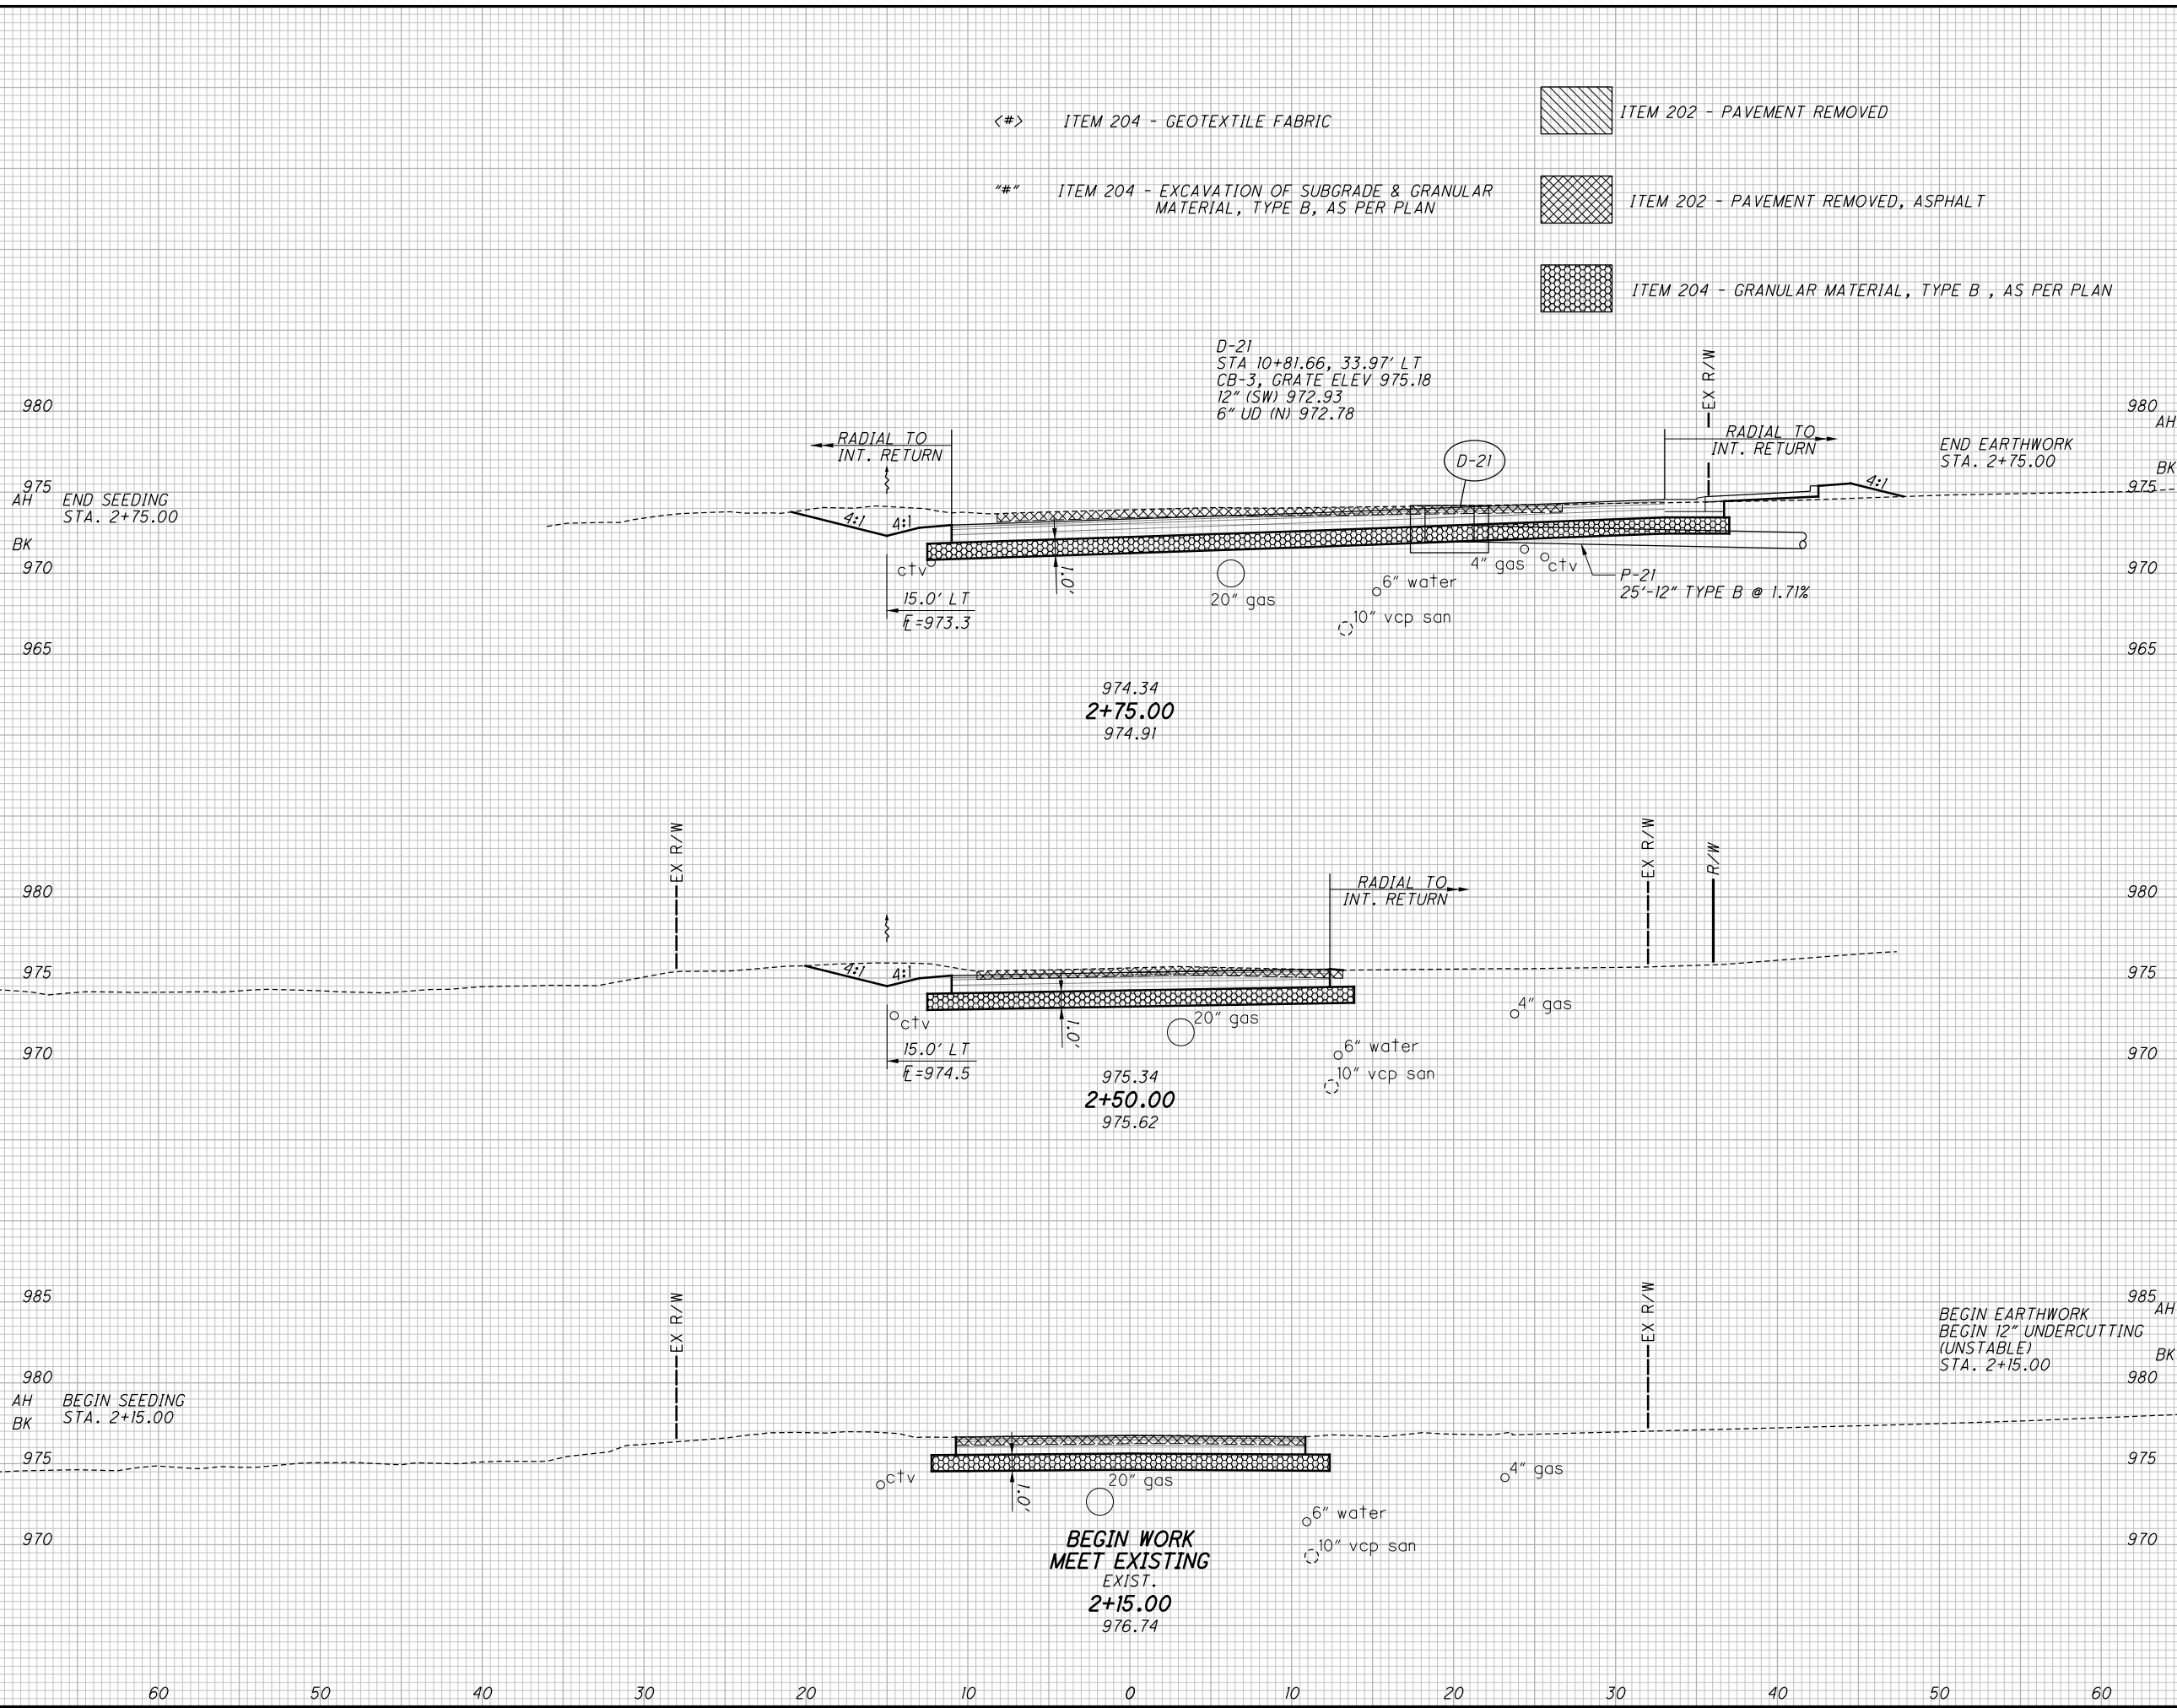 <#> ITEM 204 - GEOTEXTILE FABRIC
"#" ITEM 204 - EXCAVATION OF SUBGRADE & GRANULAR
MATERIAL, TYPE B, AS PER PLAN
ITEM 202 - PAVEMENT REMOVED
ITEM 202 - PAVEMENT REMOVED, ASPHALT
ITEM 204 - GRANULAR MATERIAL, TYPE B , AS PER PLAN
D-21
STA 10+81.66, 33.97' LT
CB-3, GRATE ELEV 975.18
12" (SW) 972.93
6" UD (N) 972.78
EX R/W
980
980
AH
RADIAL TO
INT. RETURN
RADIAL TO
INT. RETURN
END EARTHWORK
STA. 2+75.00
BK
D-21
975
975
AH
END SEEDING
STA. 2+75.00
BK
4:1
4:1
4:1
970
970
ctv
1.0'
20" gas
6" water
4" gas
ctv
P-21
25'-12" TYPE B @ 1.71%
15.0' LT
FL=973.3
10" vcp san
965
965
974.34
2+75.00
974.91
EX R/W
EX R/W
R/W
980
980
RADIAL TO
INT. RETURN
975
975
4:1
4:1
ctv
1.0'
20" gas
4" gas
970
970
15.0' LT
FL=974.5
6" water
10" vcp san
975.34
2+50.00
975.62
985
985
EX R/W
EX R/W
AH
BEGIN EARTHWORK
BEGIN 12" UNDERCUTTING
(UNSTABLE)
STA. 2+15.00
BK
980
980
AH
BEGIN SEEDING
STA. 2+15.00
BK
975
975
ctv
1.0'
20" gas
4" gas
6" water
10" vcp san
970
970
BEGIN WORK
MEET EXISTING
EXIST.
2+15.00
976.74
60 50 40 30 20 10 0 10 20 30 40 50 60